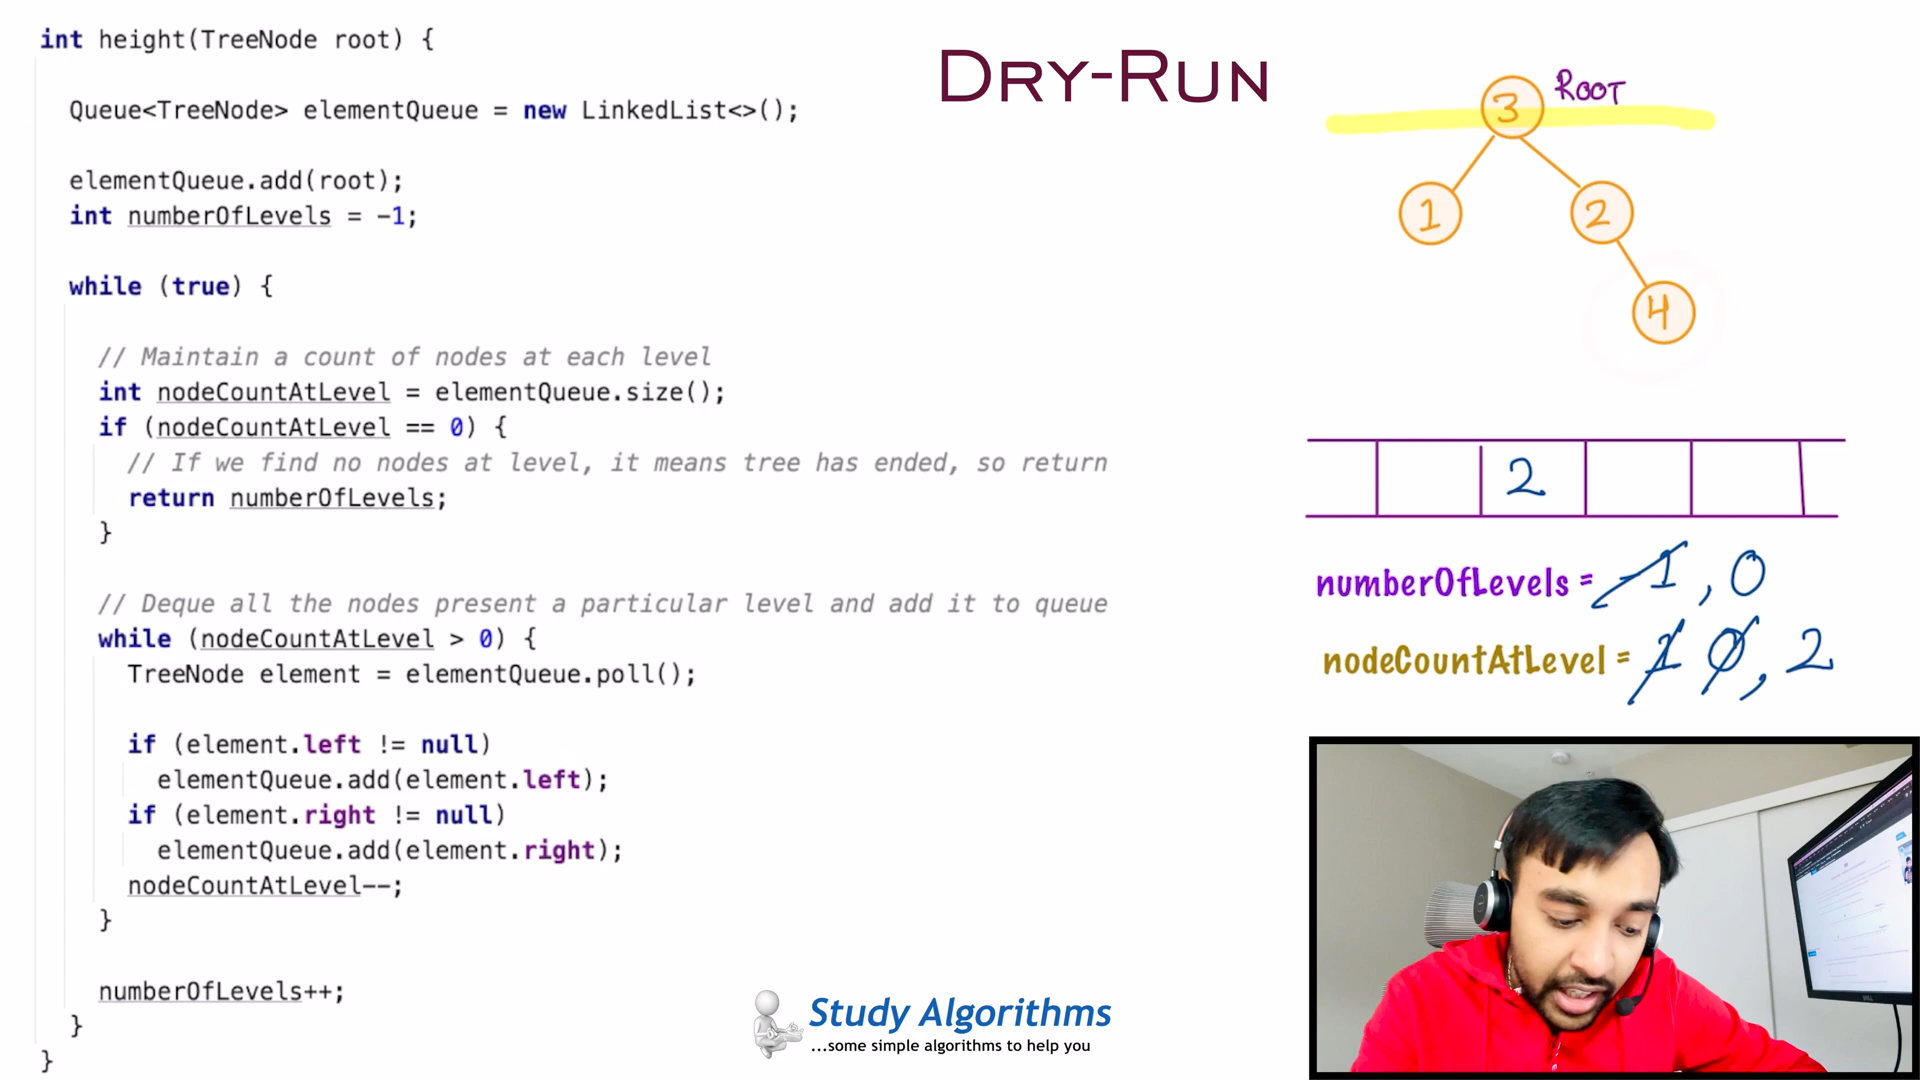 int height(TreeNode root) {
Queue<TreeNode> elementQueue = new LinkedList<>();
elementQueue.add(root);
int numberOfLevels = -1;
while (true) {
// Maintain a count of nodes at each level
int nodeCountAtLevel = elementQueue.size();
if (nodeCountAtLevel == 0) {
// If we find no nodes at level, it means tree has ended, so return
return numberOfLevels;
}
// Deque all the nodes present a particular level and add it to queue
while (nodeCountAtLevel > 0) {
TreeNode element = elementQueue.poll();
if (element.left != null)
elementQueue.add(element.left);
if (element.right != null)
elementQueue.add(element.right);
nodeCountAtLevel--;
}
numberOfLevels++;
}
}
DRY-RUN
3 ROOT
1 2
4
2
numberOfLevels = -1, 0
nodeCountAtLevel = 1 0, 2
Study Algorithms
...some simple algorithms to help you